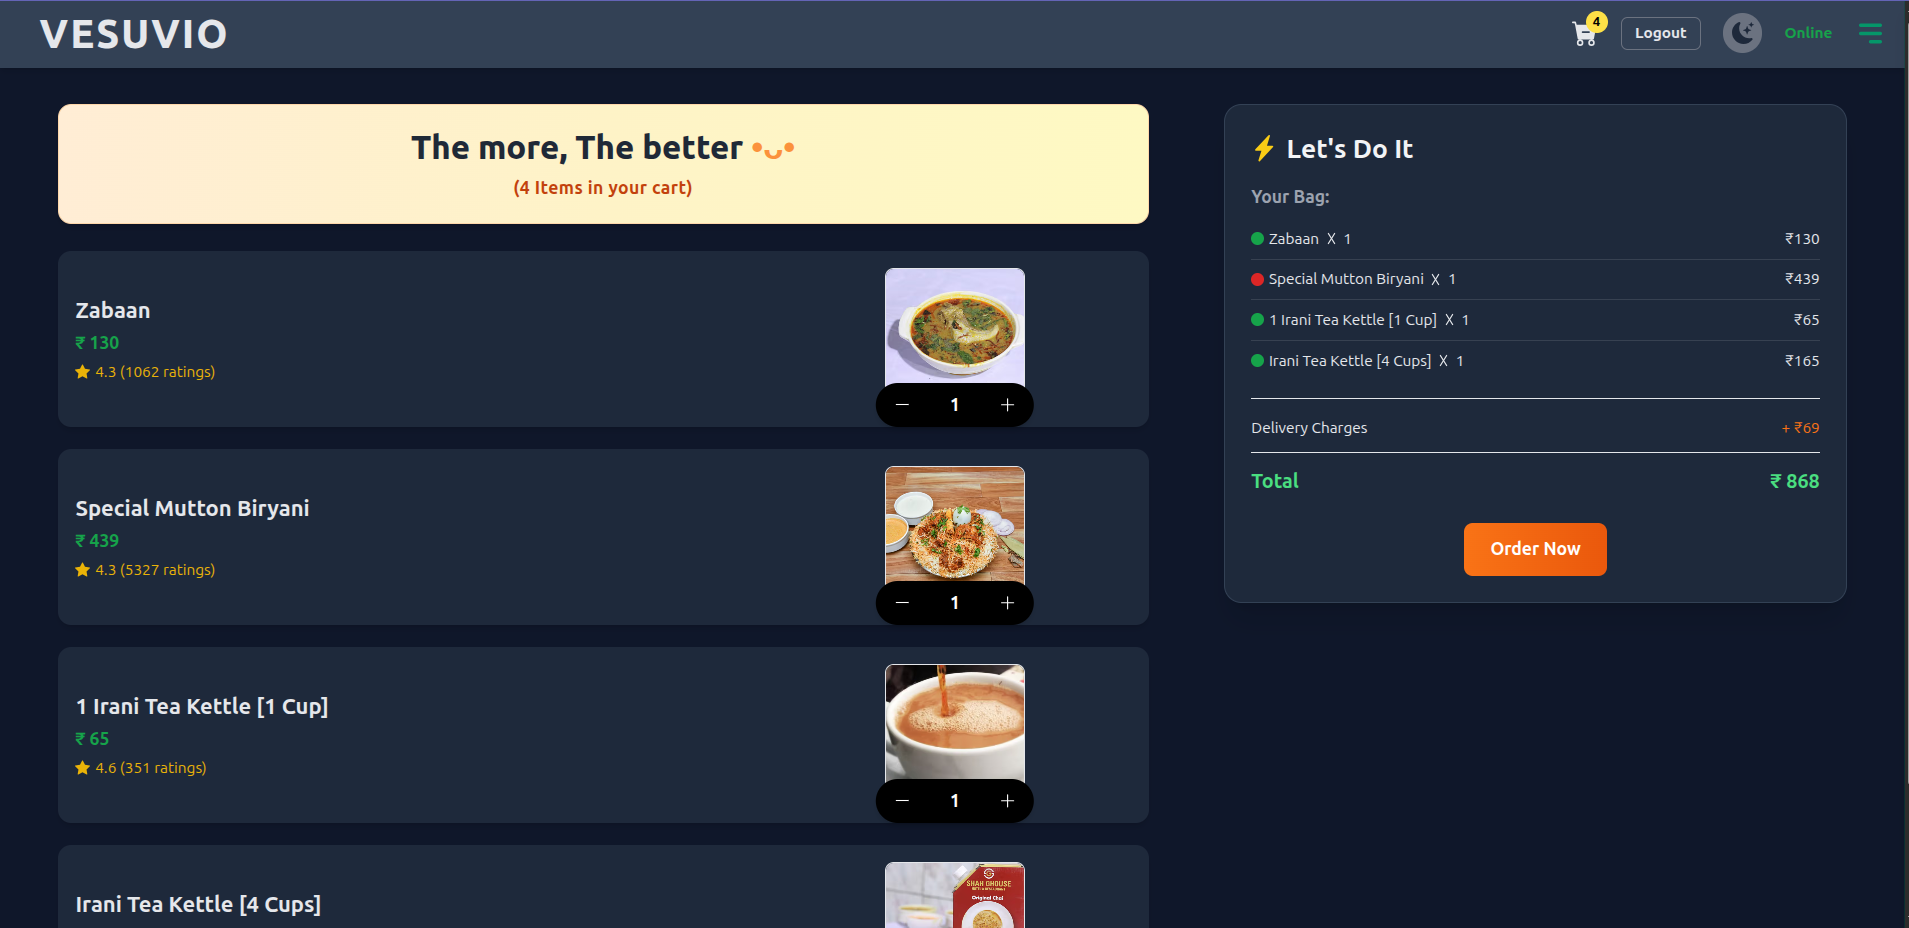 VESUVIO
4
Logout
Online
The more, The better
(4 Items in your cart)
Zabaan
₹ 130
4.3 (1062 ratings)
1
Special Mutton Biryani
₹ 439
4.3 (5327 ratings)
1
1 Irani Tea Kettle [1 Cup]
₹ 65
4.6 (351 ratings)
1
Irani Tea Kettle [4 Cups]
SHAH GHOUSE
Original Chai
⚡ Let's Do It
Your Bag:
Zabaan X 1 ₹130
Special Mutton Biryani X 1 ₹439
1 Irani Tea Kettle [1 Cup] X 1 ₹65
Irani Tea Kettle [4 Cups] X 1 ₹165
Delivery Charges + ₹69
Total ₹ 868
Order Now